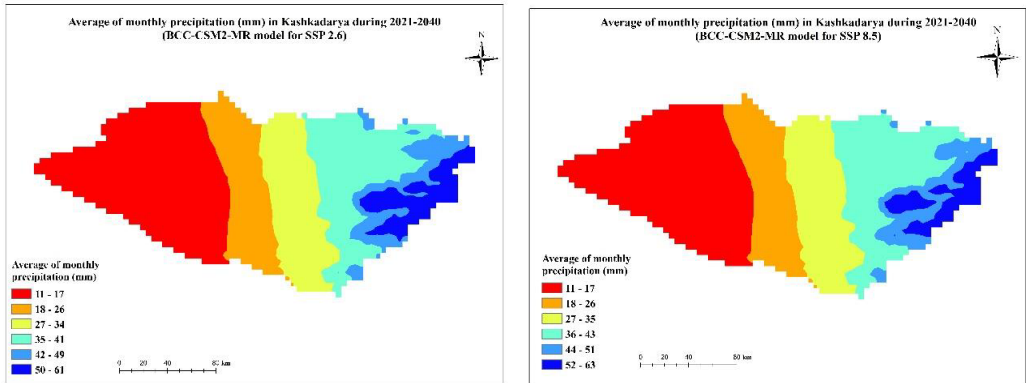 Average of monthly precipitation (mm) in Kashkadarya during 2021-2040
(BCC-CSM2-MR model for SSP 2.6)
N
Average of monthly
precipitation (mm)
11 - 17
18 - 26
27 - 34
35 - 41
42 - 49
50 - 61
0 20 40 80 km
Average of monthly precipitation (mm) in Kashkadarya during 2021-2040
(BCC-CSM2-MR model for SSP 8.5)
N
Average of monthly
precipitation (mm)
11 - 17
18 - 26
27 - 35
36 - 43
44 - 51
52 - 63
0 20 40 80 km